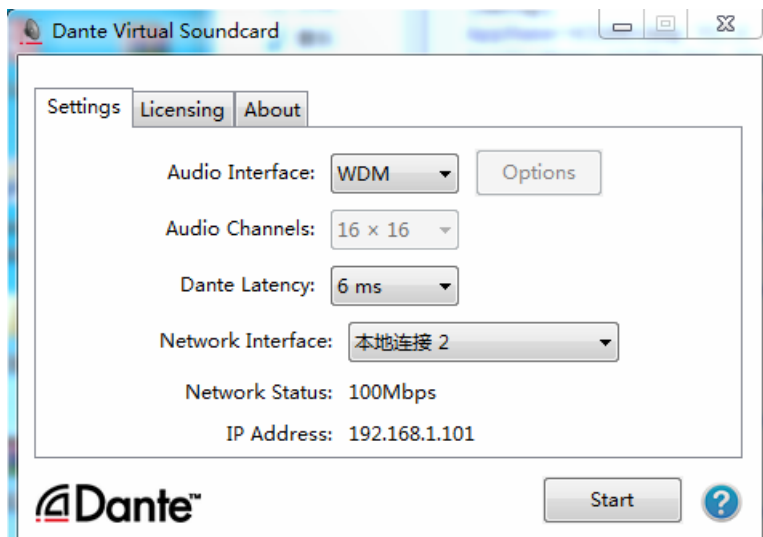 Dante Virtual Soundcard
Settings Licensing About
Audio Interface: WDM Options
Audio Channels: 16 × 16
Dante Latency: 6 ms
Network Interface: 本地连接 2
Network Status: 100Mbps
IP Address: 192.168.1.101
Dante™ Start ?